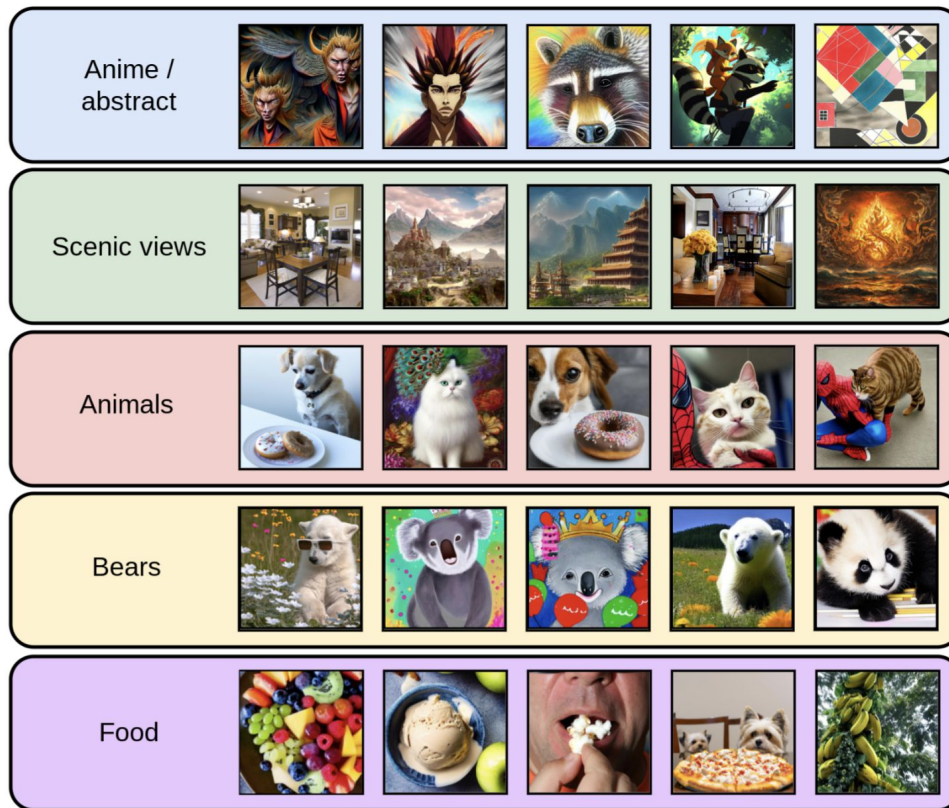 Anime /
abstract
Scenic views
Animals
Bears
Food